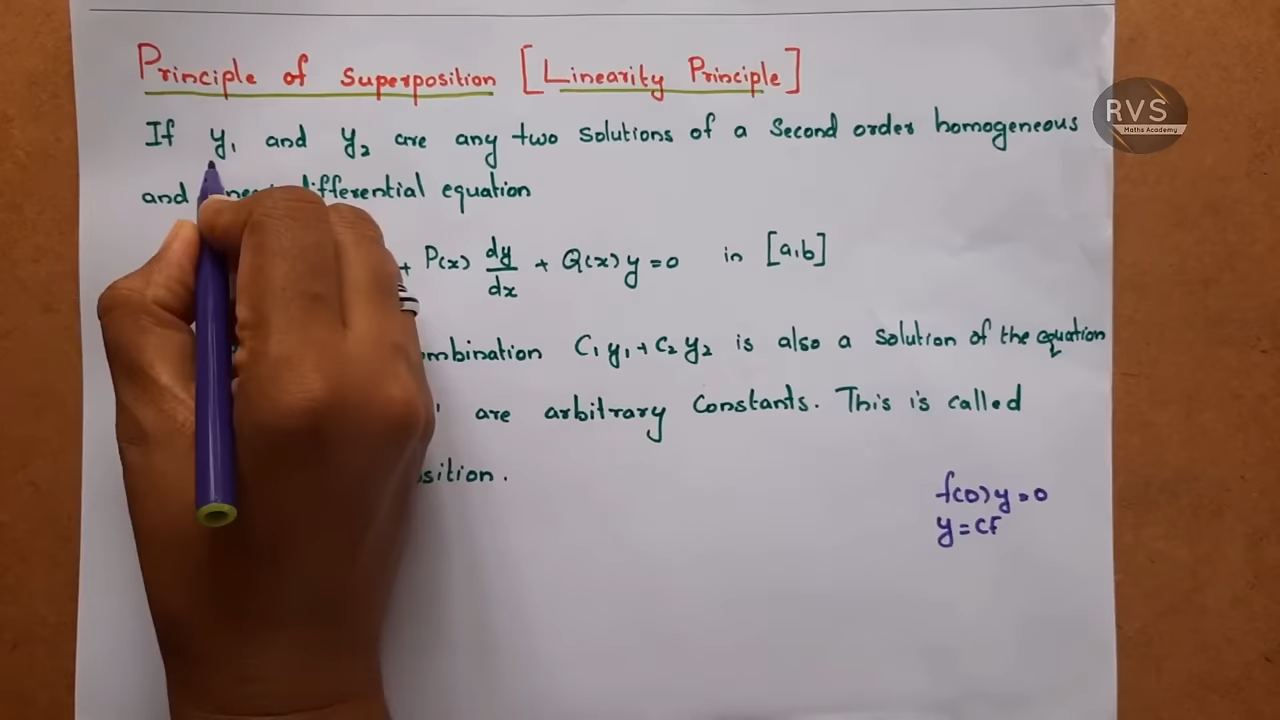 Principle of Superposition [Linearity Principle]
If y₁ and y₂ are any two solutions of a second order homogeneous
and differential equation
+ P(x) dy/dx + Q(x) y = 0 in [a,b]
C₁y₁ + C₂y₂ is also a solution of the equation
are arbitrary Constants. This is called
f(D)y = 0
y = CF
RVS
Maths Academy